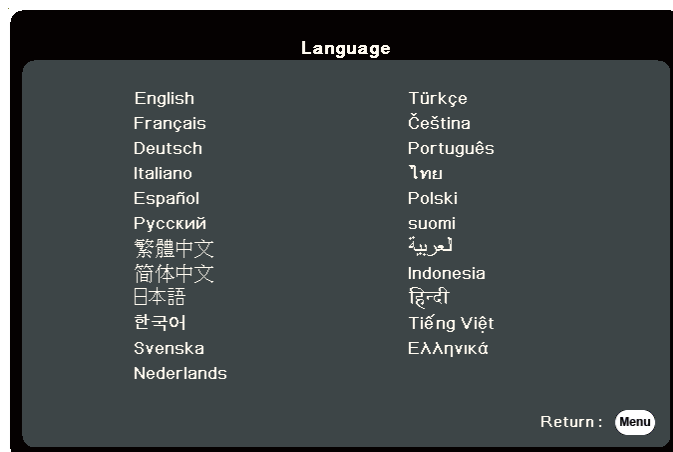 Language
English
Français
Deutsch
Italiano
Español
Русский
繁體中文
简体中文
日本語
한국어
Svenska
Nederlands
Türkçe
Čeština
Português
ไทย
Polski
suomi
لعربية
Indonesia
हिन्दी
Tiếng Việt
Ελληνικά
Return : Menu